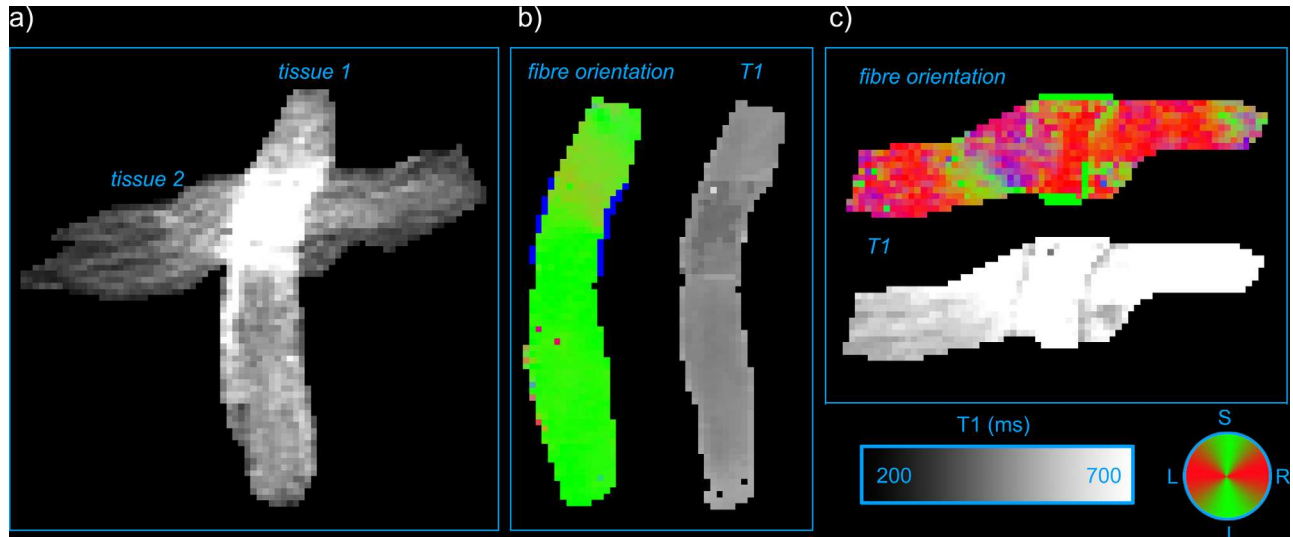 a)
tissue 1
tissue 2
b)
fibre orientation
T1
c)
fibre orientation
T1
T1 (ms)
200
700
S
L
R
I